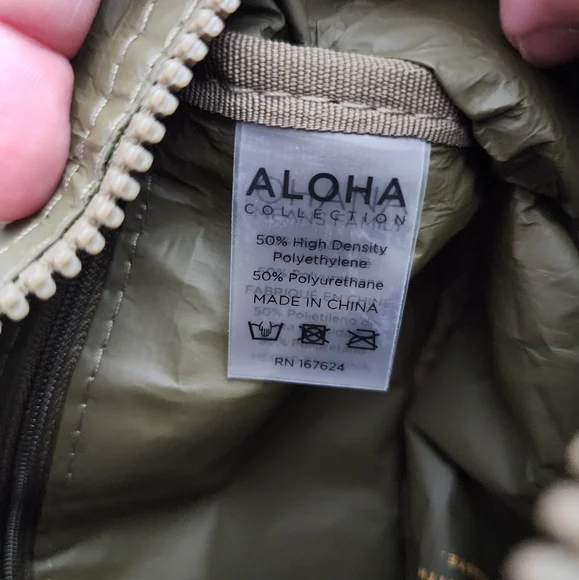 ALOHA
COLLECTION
50% High Density
Polyethylene
50% Polyurethane
MADE IN CHINA
RN 167624